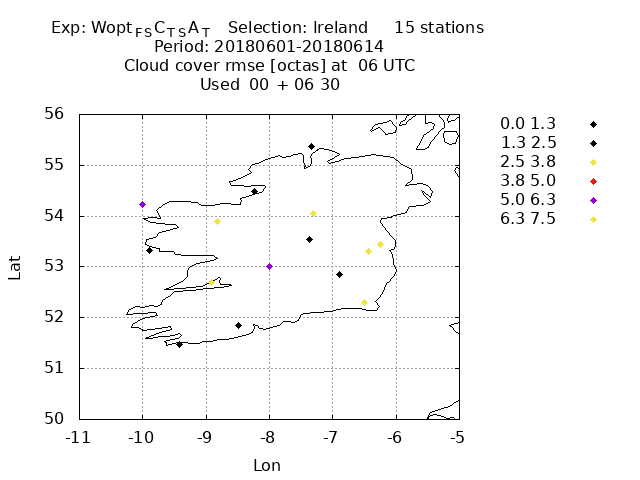 Exp: WoptFSCTSAT Selection: Ireland 15 stations
Period: 20180601-20180614
Cloud cover rmse [octas] at 06 UTC
Used 00 + 06 30
56
55
54
53
52
51
50
-11 -10 -9 -8 -7 -6 -5
Lat
Lon
0.0 1.3
1.3 2.5
2.5 3.8
3.8 5.0
5.0 6.3
6.3 7.5